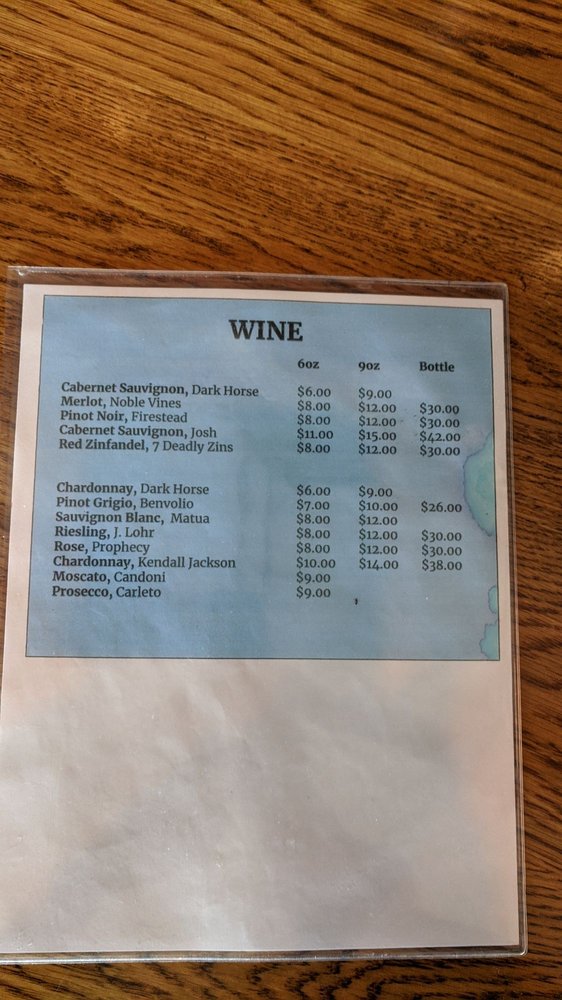 WINE
6oz 9oz Bottle
Cabernet Sauvignon, Dark Horse $6.00 $9.00
Merlot, Noble Vines $8.00 $12.00 $30.00
Pinot Noir, Firestead $8.00 $12.00 $30.00
Cabernet Sauvignon, Josh $11.00 $15.00 $42.00
Red Zinfandel, 7 Deadly Zins $8.00 $12.00 $30.00
Chardonnay, Dark Horse $6.00 $9.00
Pinot Grigio, Benvolio $7.00 $10.00 $26.00
Sauvignon Blanc, Matua $8.00 $12.00
Riesling, J. Lohr $8.00 $12.00 $30.00
Rose, Prophecy $8.00 $12.00 $30.00
Chardonnay, Kendall Jackson $10.00 $14.00 $38.00
Moscato, Candoni $9.00
Prosecco, Carleto $9.00